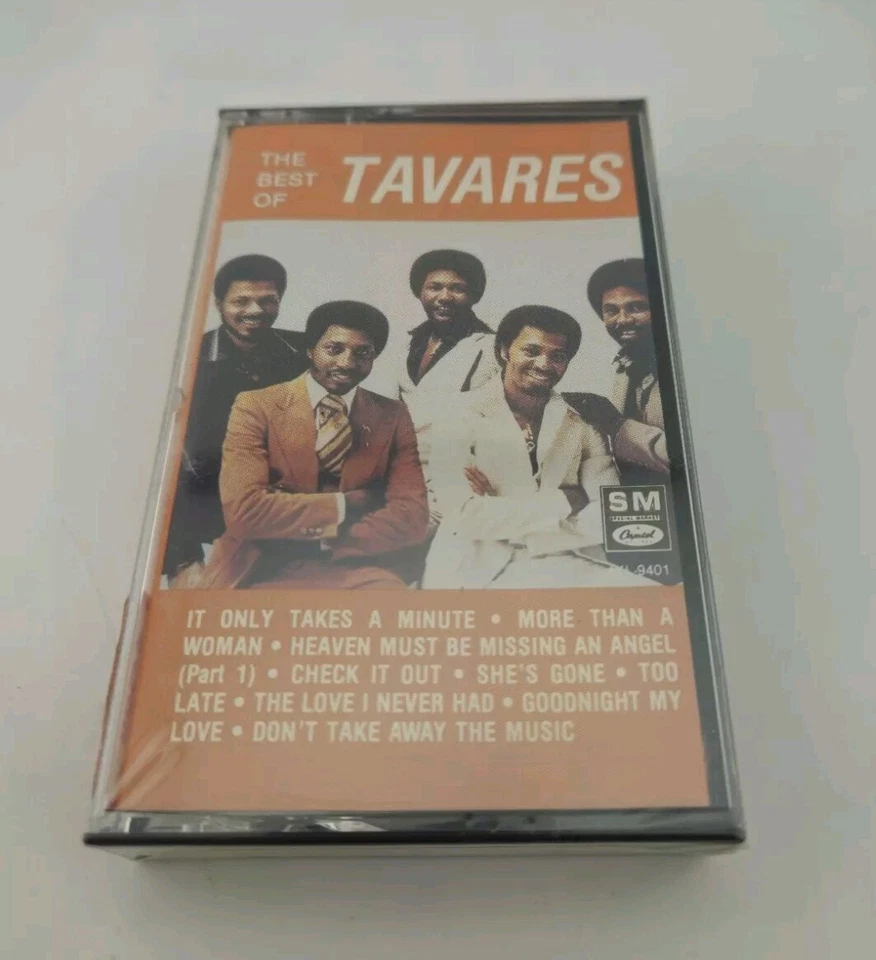 THE
BEST
OF
TAVARES
SM
Capitol
-9401
IT ONLY TAKES A MINUTE • MORE THAN A
WOMAN • HEAVEN MUST BE MISSING AN ANGEL
(Part 1) • CHECK IT OUT • SHE'S GONE • TOO
LATE • THE LOVE I NEVER HAD • GOODNIGHT MY
LOVE • DON'T TAKE AWAY THE MUSIC